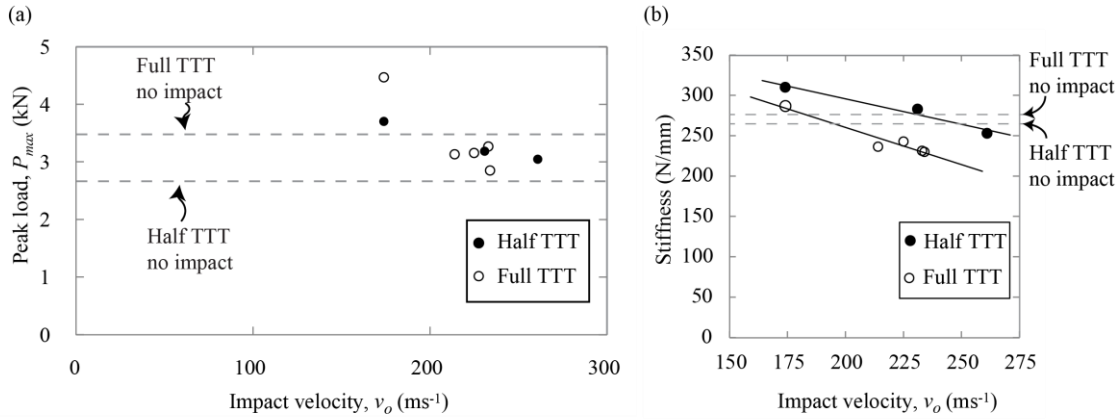 (a)
5
4
3
2
1
0
Peak load, P_max (kN)
Full TTT
no impact
Half TTT
no impact
Half TTT
Full TTT
0
100
200
300
Impact velocity, v_o (ms⁻¹)
(b)
350
300
250
200
150
100
50
0
Stiffness (N/mm)
Full TTT
no impact
Half TTT
no impact
Half TTT
Full TTT
150
175
200
225
250
275
Impact velocity, v_o (ms⁻¹)